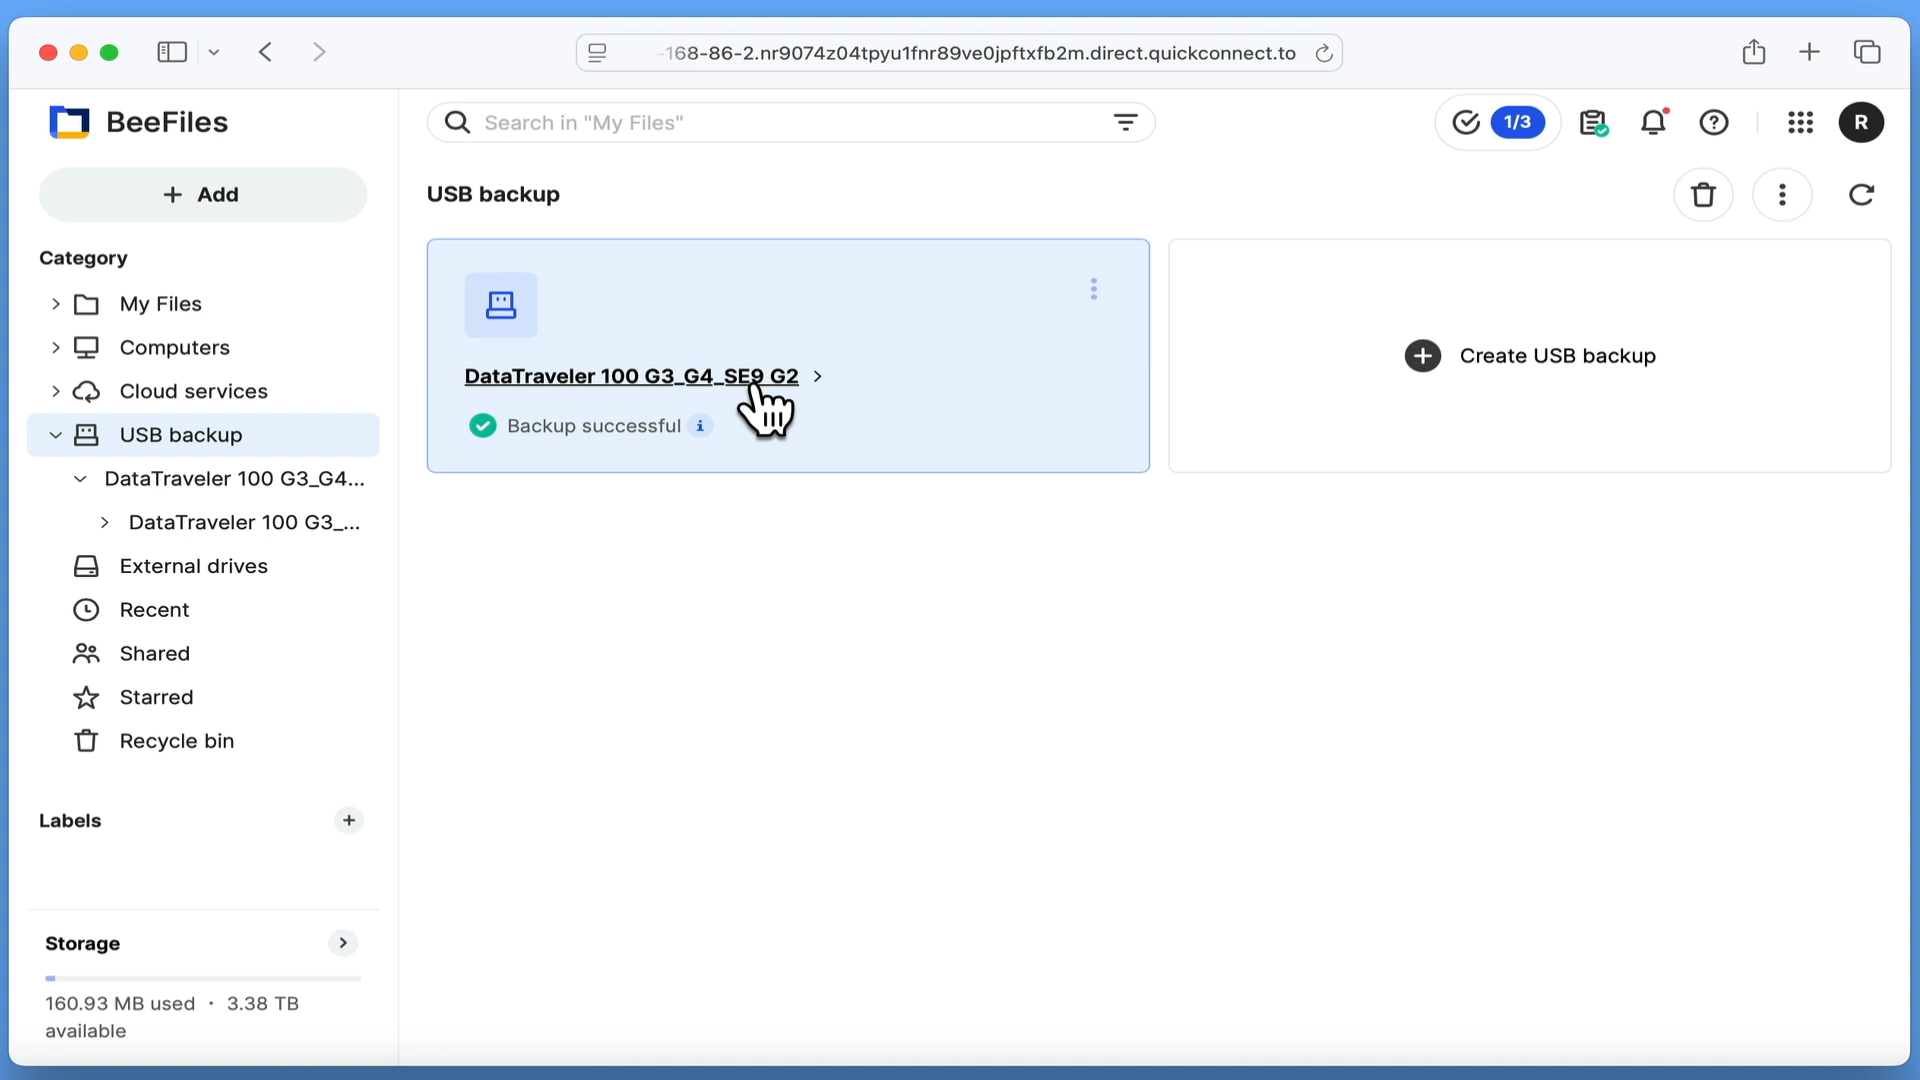 -168-86-2.nr9074z04tpyu1fnr89ve0jpftxfb2m.direct.quickconnect.to
BeeFiles
Search in "My Files"
1/3
R
+ Add
USB backup
Category
My Files
Computers
Cloud services
USB backup
DataTraveler 100 G3_G4...
DataTraveler 100 G3_...
External drives
Recent
Shared
Starred
Recycle bin
Labels
Storage
160.93 MB used · 3.38 TB
available
DataTraveler 100 G3_G4_SE9 G2
Backup successful
Create USB backup